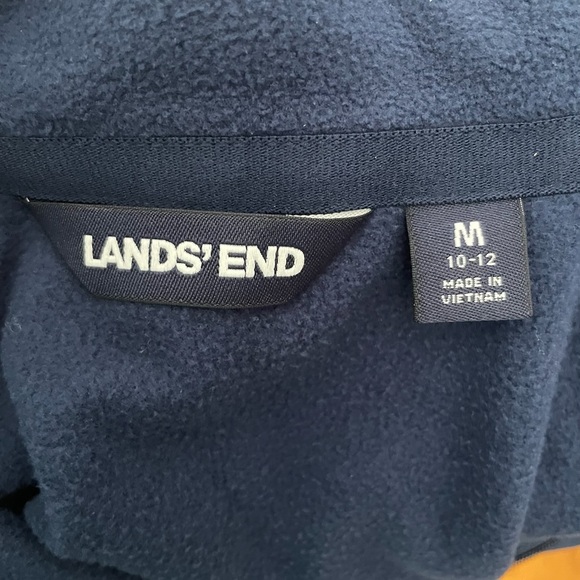 LANDS' END
M
10-12
MADE IN
VIETNAM